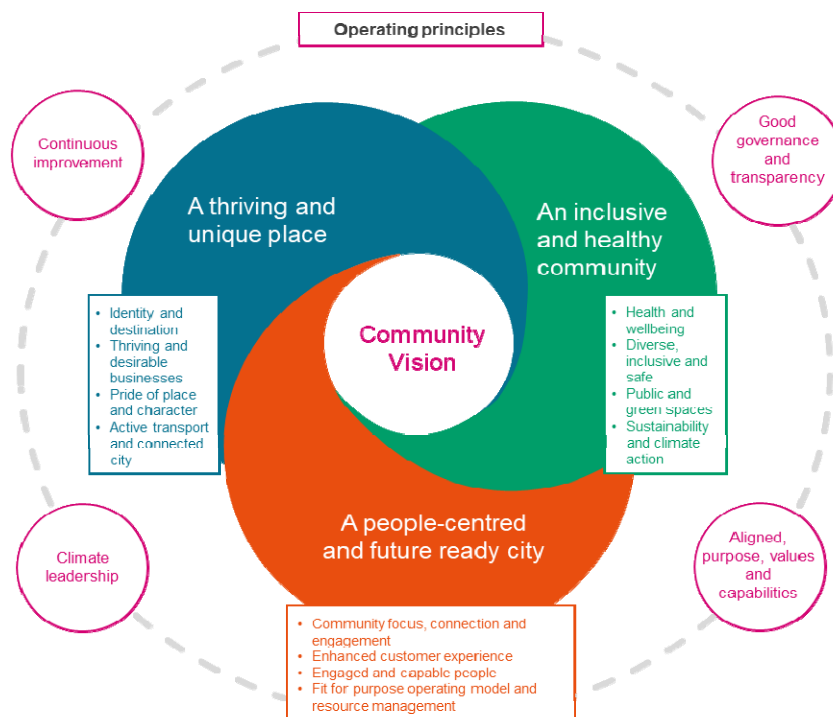 Operating principles
Continuous
improvement
Good
governance
and
transparency
A thriving and
unique place
An inclusive
and healthy
community
• Identity and
destination
• Thriving and
desirable
businesses
• Pride of place
and character
• Active transport
and connected
city
Community
Vision
• Health and
wellbeing
• Diverse,
inclusive and
safe
• Public and
green spaces
• Sustainability
and climate
action
A people-centred
and future ready city
Climate
leadership
Aligned,
purpose, values
and
capabilities
• Community focus, connection and
engagement
• Enhanced customer experience
• Engaged and capable people
• Fit for purpose operating model and
resource management